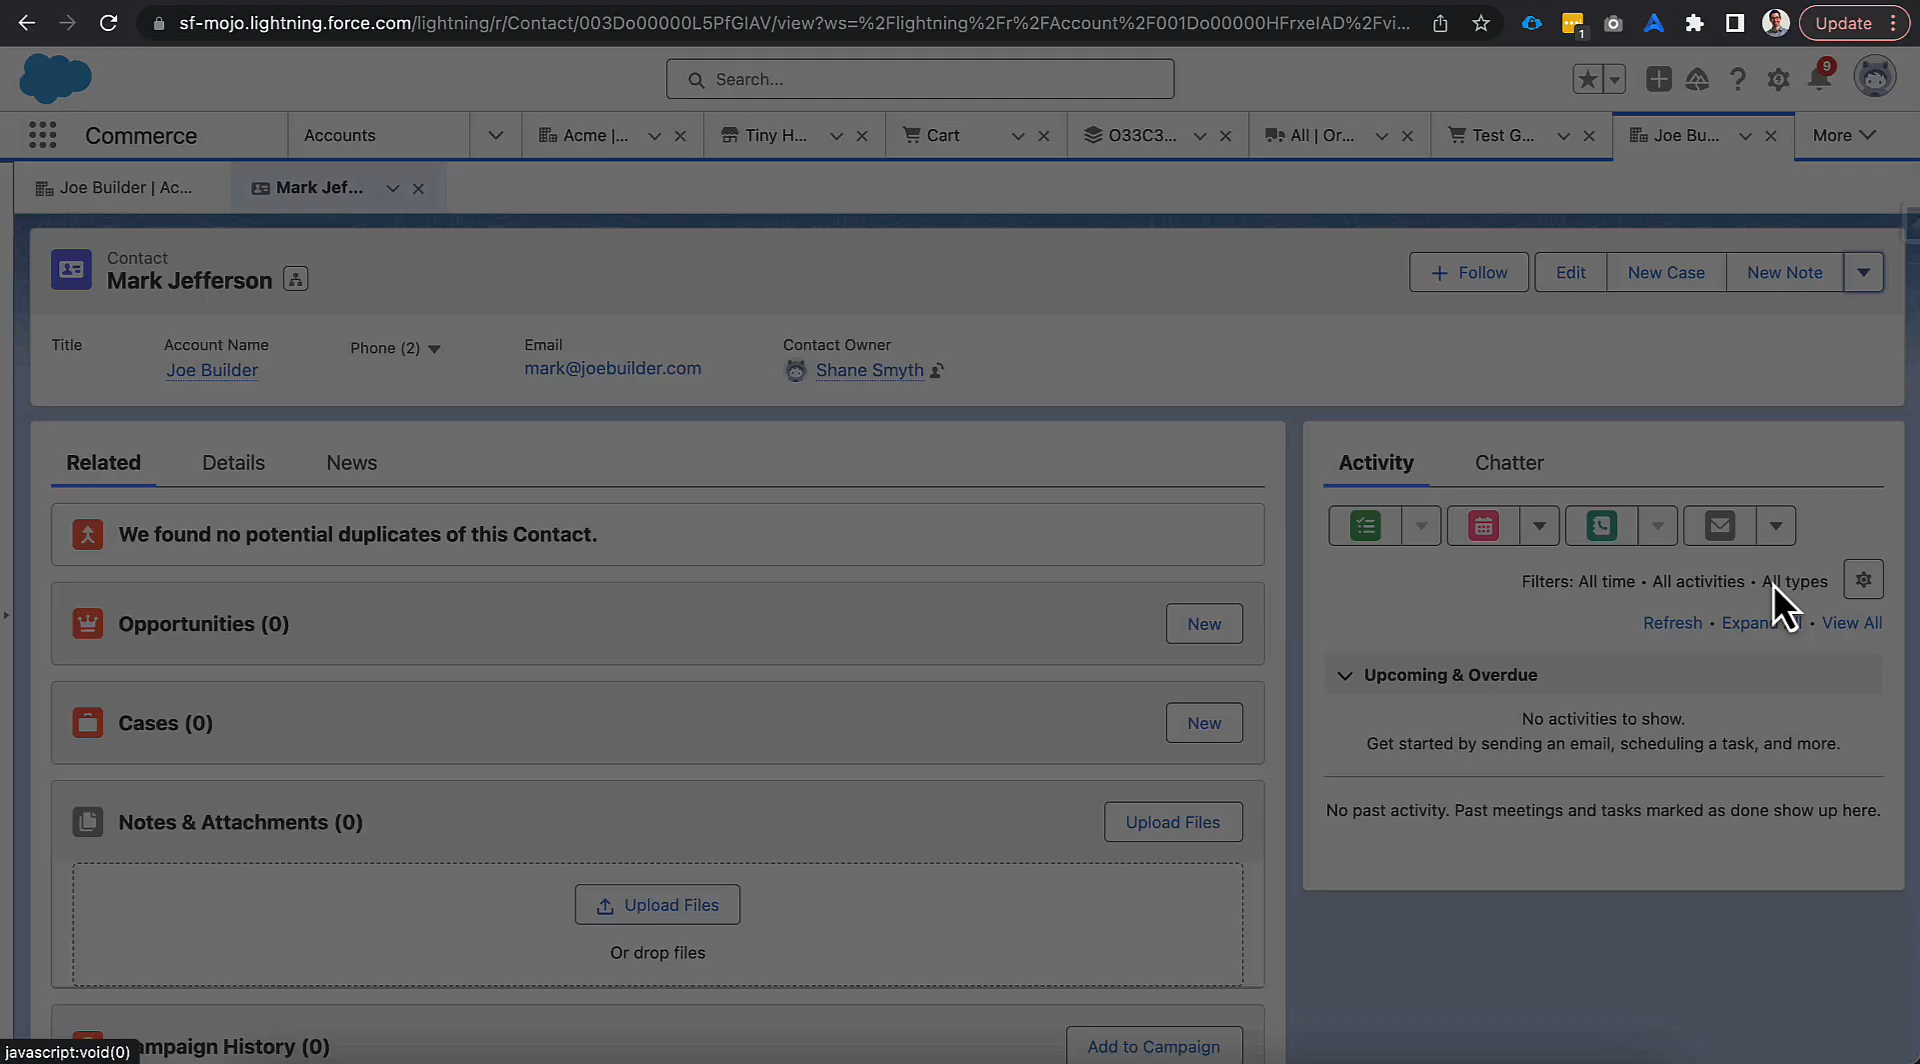 sf-mojo.lightning.force.com/lightning/r/Contact/003Do00000L5PfGIAV/view?ws=%2Flightning%2Fr%2FAccount%2F001Do00000HFrxeIAD%2Fvi...
1
Update
Search...
9
Commerce
Accounts
Acme |...
Tiny H...
Cart
O33C3...
All | Or...
Test G...
Joe Bu...
More
Joe Builder | Ac...
Mark Jef...
Contact
Mark Jefferson
Follow
Edit
New Case
New Note
Title
Account Name
Joe Builder
Phone (2)
Email
mark@joebuilder.com
Contact Owner
Shane Smyth
Related
Details
News
We found no potential duplicates of this Contact.
Opportunities (0)
New
Cases (0)
New
Notes & Attachments (0)
Upload Files
Upload Files
Or drop files
ampaign History (0)
Add to Campaign
Activity
Chatter
Filters: All time • All activities • All types
Refresh • Expand • View All
Upcoming & Overdue
No activities to show.
Get started by sending an email, scheduling a task, and more.
No past activity. Past meetings and tasks marked as done show up here.
javascript:void(0)